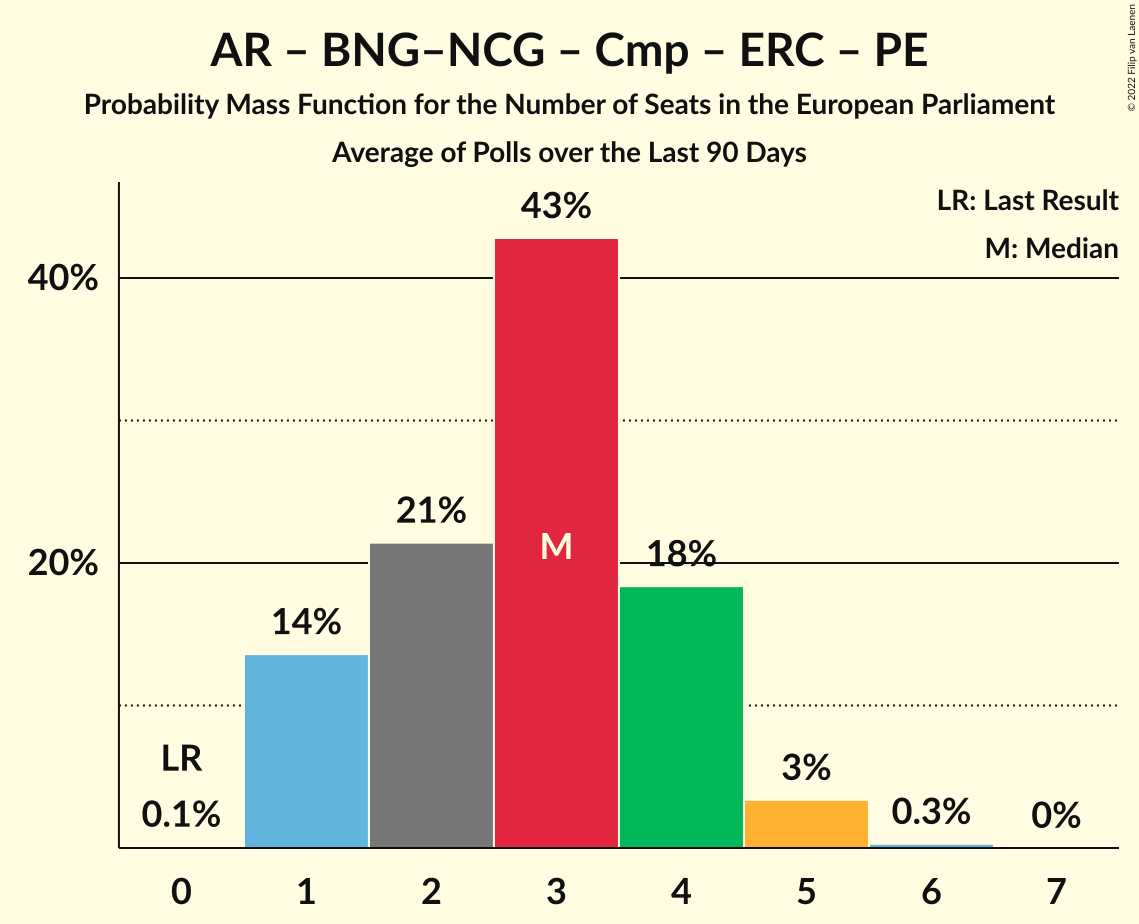 AR – BNG–NCG – Cmp – ERC – PE
Probability Mass Function for the Number of Seats in the European Parliament
Average of Polls over the Last 90 Days
© 2022 Filip van Laenen
LR: Last Result
M: Median
43%
40%
21%
M
18%
20%
14%
LR
3%
0.1%
0.3%
0%
0 1 2 3 4 5 6 7